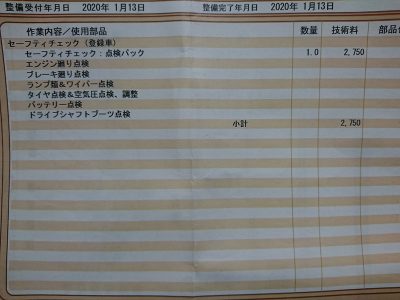 整備受付年月日 2020年 1月13日 整備完了年月日 2020年 1月13日
作業内容/使用部品 数量 技術料 部品
セーフティチェック(登録車)
セーフティチェック:点検パック 1.0 2,750
エンジン廻り点検
ブレーキ廻り点検
ランプ類&ワイパー点検
タイヤ点検&空気圧点検、調整
バッテリー点検
ドライブシャフトブーツ点検
小計 2,750